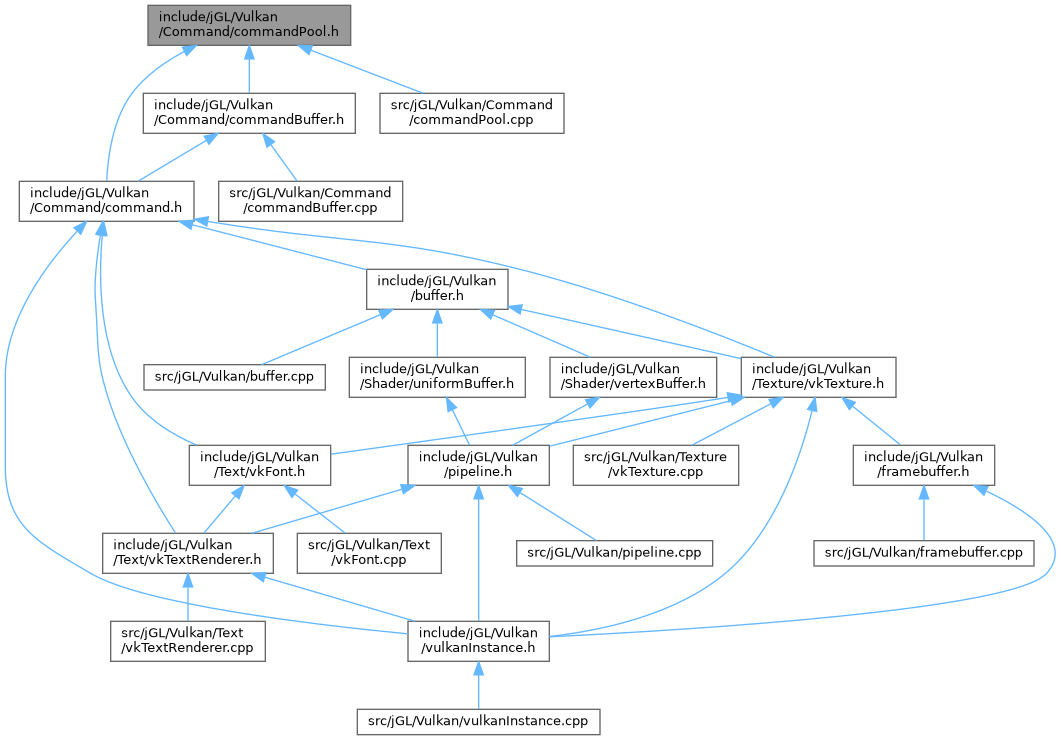 include/jGL/Vulkan
/Command/commandPool.h
include/jGL/Vulkan
/Command/commandBuffer.h
src/jGL/Vulkan/Command
/commandPool.cpp
include/jGL/Vulkan
/Command/command.h
src/jGL/Vulkan/Command
/commandBuffer.cpp
include/jGL/Vulkan
/buffer.h
src/jGL/Vulkan/buffer.cpp
include/jGL/Vulkan
/Shader/uniformBuffer.h
include/jGL/Vulkan
/Shader/vertexBuffer.h
include/jGL/Vulkan
/Texture/vkTexture.h
include/jGL/Vulkan
/Text/vkFont.h
include/jGL/Vulkan
/pipeline.h
src/jGL/Vulkan/Texture
/vkTexture.cpp
include/jGL/Vulkan
/framebuffer.h
include/jGL/Vulkan
/Text/vkTextRenderer.h
src/jGL/Vulkan/Text
/vkFont.cpp
src/jGL/Vulkan/pipeline.cpp
src/jGL/Vulkan/framebuffer.cpp
src/jGL/Vulkan/Text
/vkTextRenderer.cpp
include/jGL/Vulkan
/vulkanInstance.h
src/jGL/Vulkan/vulkanInstance.cpp